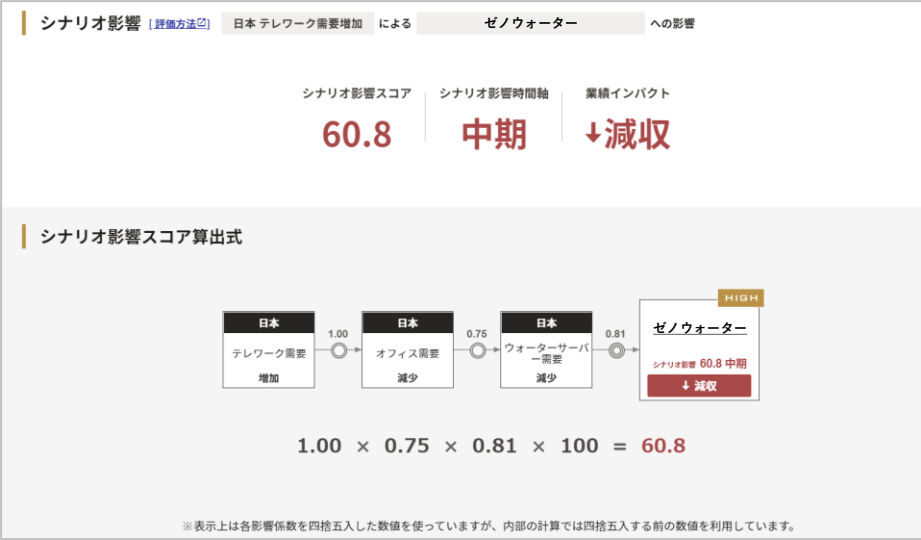 シナリオ影響 [評価方法] 日本 テレワーク需要増加 による ゼノウォーター への影響
シナリオ影響スコア シナリオ影響時間軸 業績インパクト
60.8 中期 ↓減収
シナリオ影響スコア算出式
HIGH
日本 日本 日本
1.00 0.75 0.81
ゼノウォーター
テレワーク需要 オフィス需要 ウォーターサーバ
ー需要
シナリオ影響 60.8 中期
増加 減少 減少
↓ 減収
1.00 × 0.75 × 0.81 × 100 = 60.8
※表示上は各影響係数を四捨五入した数値を使っていますが、内部の計算では四捨五入する前の数値を利用しています。